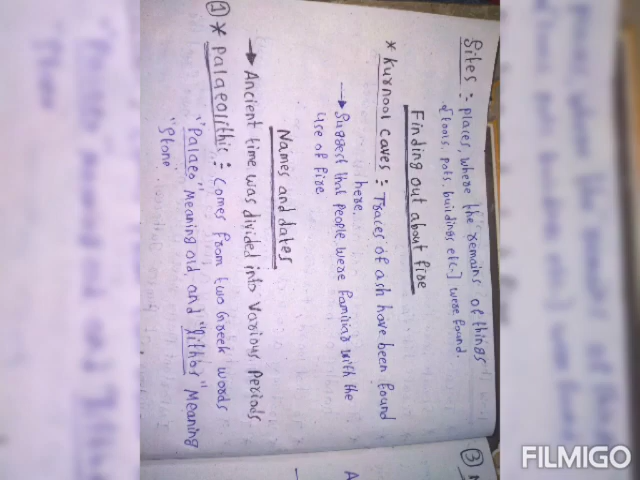 Sites :- places, where the remains of things
[tools, pots, buildings etc.] were found.
Finding out about fire
* Kurnool caves :- Traces of ash have been found
here.
→ Suggest that people were familiar with the
use of fire.
Names and dates
→ Ancient time was divided into various periods
① * Palaeolithic :- Comes from two Greek words
"Palaeo" Meaning old, and "lithos" Meaning
"Stone"
③
FILMIGO